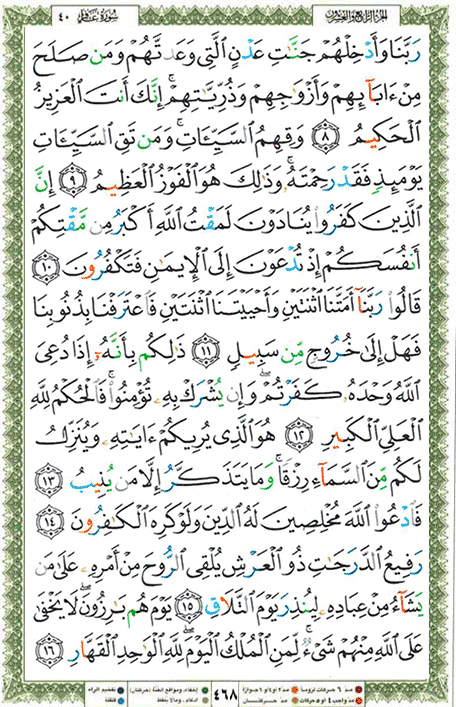 الجزء الرابع والعشرون سورة غافر ٤٠
رَبَّنَا وَأَدْخِلْهُمْ جَنَّٰتِ عَدْنٍ ٱلَّتِى وَعَدتَّهُمْ وَمَن صَلَحَ
مِنْ ءَابَآئِهِمْ وَأَزْوَٰجِهِمْ وَذُرِّيَّٰتِهِمْ ۚ إِنَّكَ أَنتَ ٱلْعَزِيزُ
ٱلْحَكِيمُ ٨ وَقِهِمُ ٱلسَّيِّـَٔاتِ ۚ وَمَن تَقِ ٱلسَّيِّـَٔاتِ
يَوْمَئِذٍ فَقَدْ رَحِمْتَهُۥ ۚ وَذَٰلِكَ هُوَ ٱلْفَوْزُ ٱلْعَظِيمُ ٩ إِنَّ
ٱلَّذِينَ كَفَرُوا۟ يُنَادَوْنَ لَمَقْتُ ٱللَّهِ أَكْبَرُ مِن مَّقْتِكُمْ
أَنفُسَكُمْ إِذْ تُدْعَوْنَ إِلَى ٱلْإِيمَٰنِ فَتَكْفُرُونَ ١٠
قَالُوا۟ رَبَّنَآ أَمَتَّنَا ٱثْنَتَيْنِ وَأَحْيَيْتَنَا ٱثْنَتَيْنِ فَٱعْتَرَفْنَا بِذُنُوبِنَا
فَهَلْ إِلَىٰ خُرُوجٍ مِّن سَبِيلٍ ١١ ذَٰلِكُم بِأَنَّهُۥٓ إِذَا دُعِىَ
ٱللَّهُ وَحْدَهُۥ كَفَرْتُمْ ۖ وَإِن يُشْرَكْ بِهِۦ تُؤْمِنُوا۟ ۚ فَٱلْحُكْمُ لِلَّهِ
ٱلْعَلِىِّ ٱلْكَبِيرِ ١٢ هُوَ ٱلَّذِى يُرِيكُمْ ءَايَٰتِهِۦ وَيُنَزِّلُ
لَكُم مِّنَ ٱلسَّمَآءِ رِزْقًا ۚ وَمَا يَتَذَكَّرُ إِلَّا مَن يُنِيبُ ١٣
فَٱدْعُوا۟ ٱللَّهَ مُخْلِصِينَ لَهُ ٱلدِّينَ وَلَوْ كَرِهَ ٱلْكَٰفِرُونَ ١٤
رَفِيعُ ٱلدَّرَجَٰتِ ذُو ٱلْعَرْشِ يُلْقِى ٱلرُّوحَ مِنْ أَمْرِهِۦ عَلَىٰ مَن
يَشَآءُ مِنْ عِبَادِهِۦ لِيُنذِرَ يَوْمَ ٱلتَّلَاقِ ١٥ يَوْمَ هُم بَٰرِزُونَ ۖ لَا يَخْفَىٰ
عَلَى ٱللَّهِ مِنْهُمْ شَىْءٌ ۚ لِّمَنِ ٱلْمُلْكُ ٱلْيَوْمَ ۖ لِلَّهِ ٱلْوَٰحِدِ ٱلْقَهَّارِ ١٦
مدّ ٦ حركات لزوماً مدّ ٢ أو ٤ أو ٦ جوازاً ٤٦٨ إخفاء، ومواقع الغنّة (حركتان) تفخيم الراء
مدّ واجب ٤ أو ٥ حركات مدّ حركتان إدغام، وما لا يلفظ قلقلة